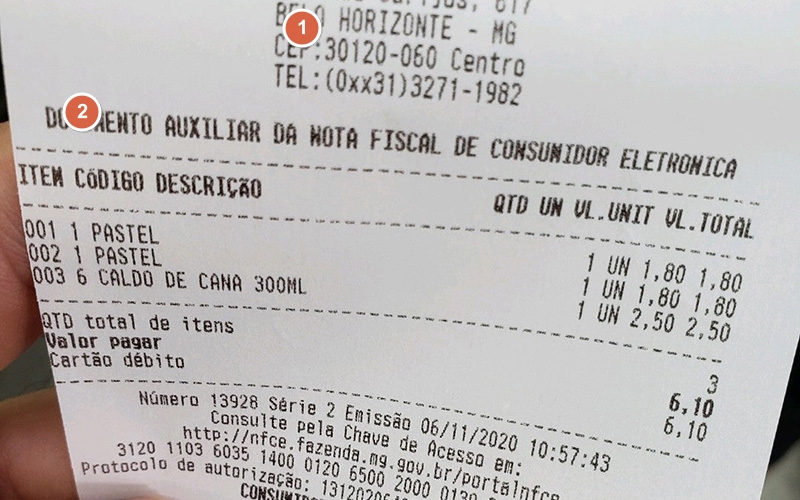 BELO HORIZONTE - MG
CEP:30120-060 Centro
TEL:(0xx31)3271-1982
DOCUMENTO AUXILIAR DA NOTA FISCAL DE CONSUMIDOR ELETRONICA
ITEM CóDIGO DESCRIÇÃO QTD UN VL.UNIT VL.TOTAL
001 1 PASTEL 1 UN 1,80 1,80
002 1 PASTEL 1 UN 1,80 1,80
003 6 CALDO DE CANA 300ML 1 UN 2,50 2,50
QTD total de itens 3
Valor pagar 6,10
Cartão débito 6,10
Número 13928 Série 2 Emissão 06/11/2020 10:57:43
Consulte pela Chave de Acesso em:
http://nfce.fazenda.mg.gov.br/portalnfce
3120 1103 6035 1400 0120 6500 2000 0139
Protocolo de autorização:
1
2